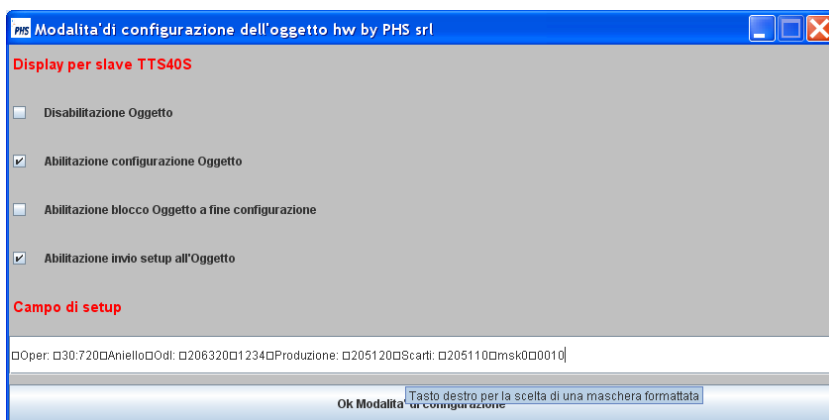 PHS Modalita'di configurazione dell'oggetto hw by PHS srl
Display per slave TTS40S
Disabilitazione Oggetto
Abilitazione configurazione Oggetto
Abilitazione blocco Oggetto a fine configurazione
Abilitazione invio setup all'Oggetto
Campo di setup
□Oper: □30:720□Aniello□Odl: □206320□1234□Produzione: □205120□Scarti: □205110□msk0□0010
Tasto destro per la scelta di una maschera formattata
Ok Modalita' di configurazione